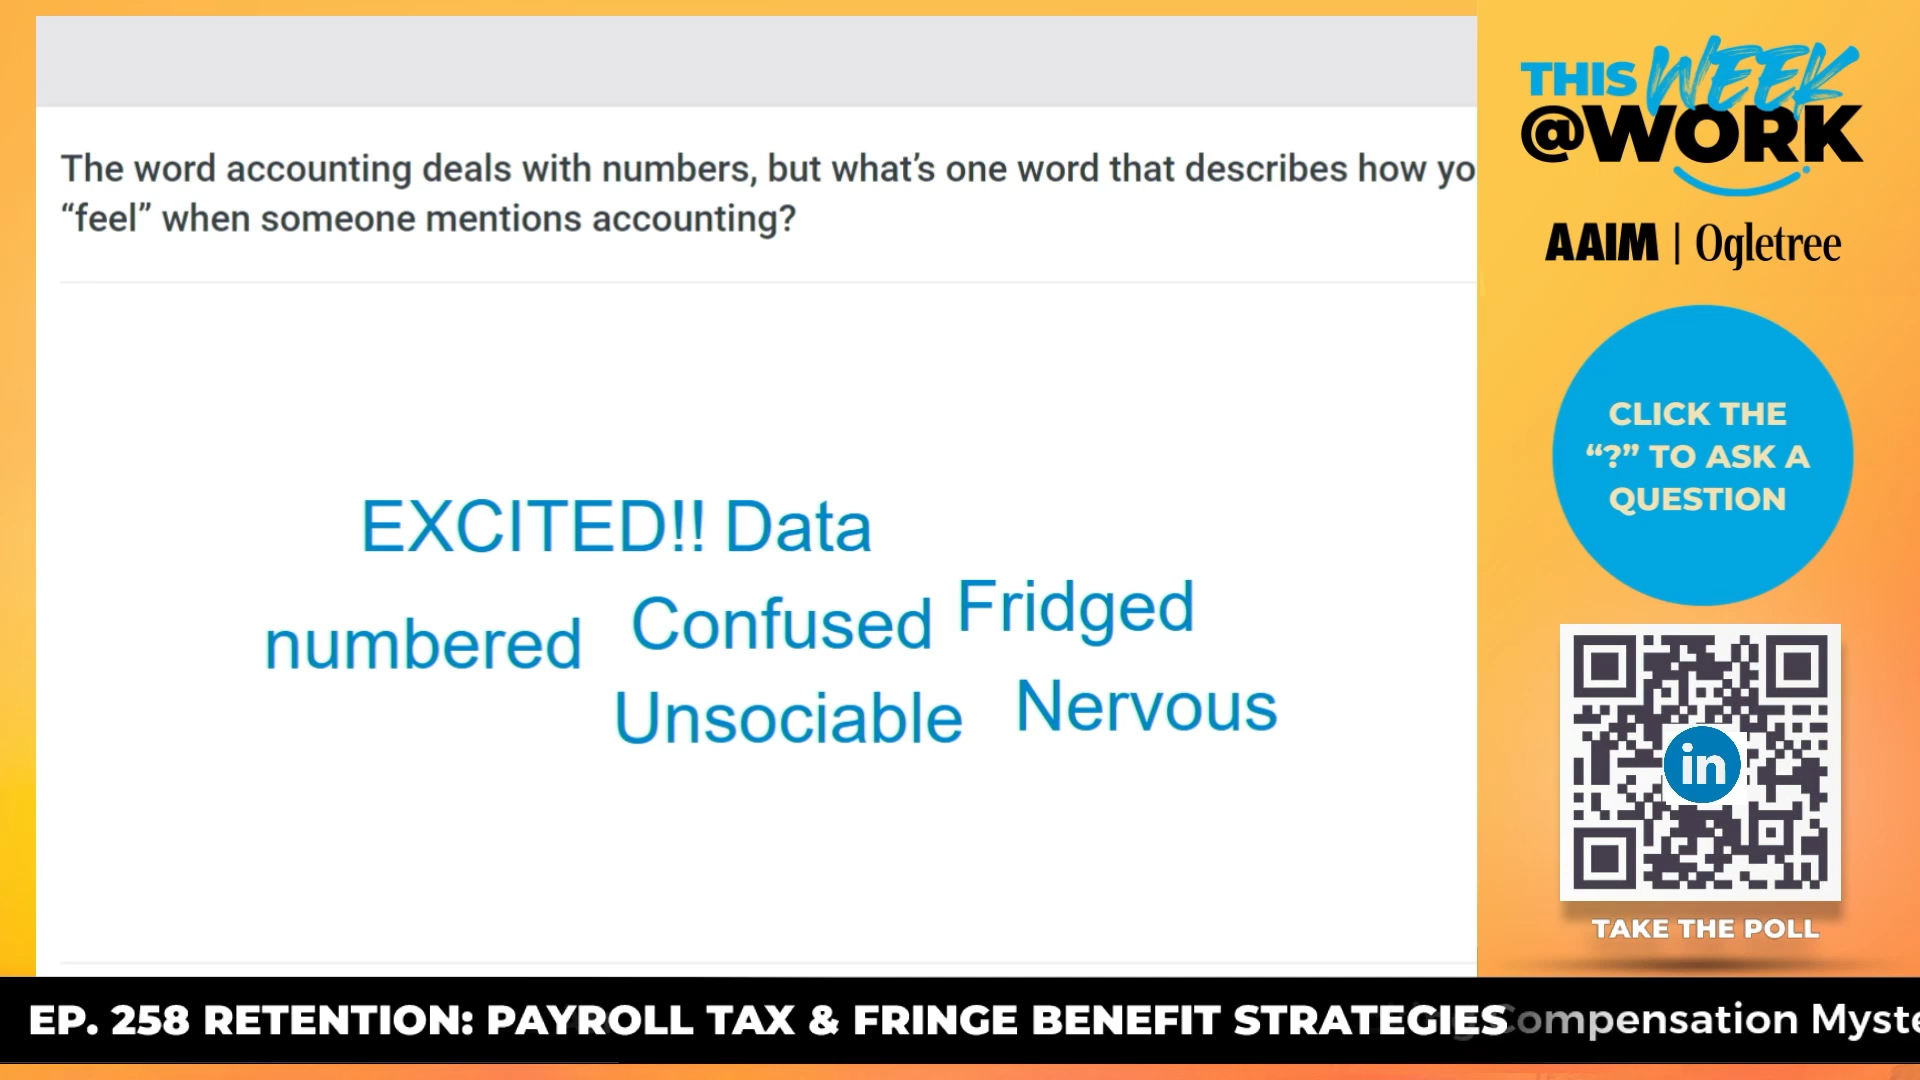 The word accounting deals with numbers, but what’s one word that describes how yo
“feel” when someone mentions accounting?
EXCITED!! Data
numbered Confused Fridged
Unsociable Nervous
THIS WEEK
@WORK
AAIM | Ogletree
CLICK THE
“?” TO ASK A
QUESTION
in
TAKE THE POLL
EP. 258 RETENTION: PAYROLL TAX & FRINGE BENEFIT STRATEGIES Compensation Myste